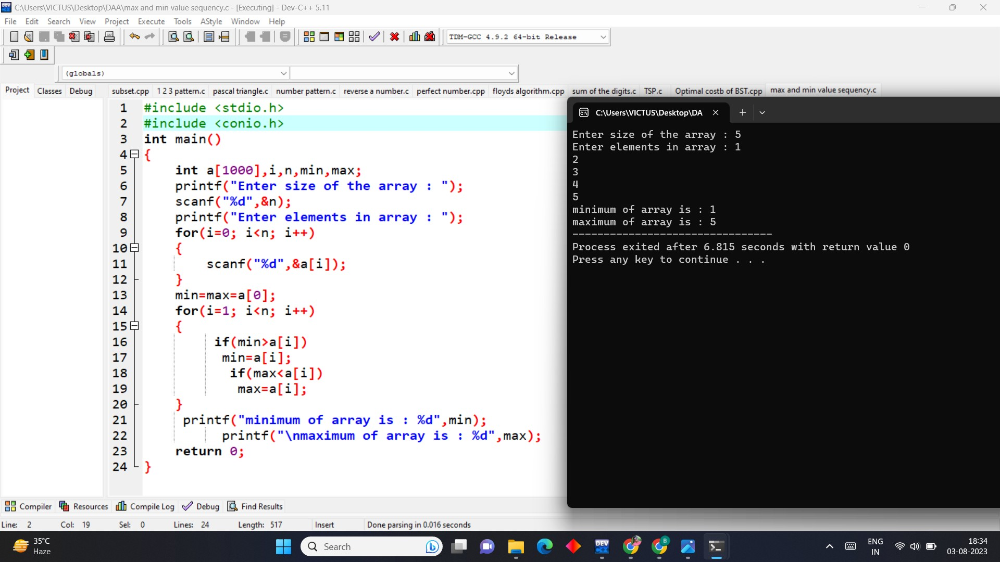 C:\Users\VICTUS\Desktop\DAA\max and min value sequency.c - [Executing] - Dev-C++ 5.11
File Edit Search View Project Execute Tools AStyle Window Help
TDM-GCC 4.9.2 64-bit Release
(globals)
Project Classes Debug
subset.cpp 1 2 3 pattern.c pascal triangle.c number pattern.c reverse a number.c perfect number.cpp floyds algorithm.cpp sum of the digits.c TSP.c Optimal costb of BST.cpp max and min value sequency.c
1 #include <stdio.h>
2 #include <conio.h>
3 int main()
4 {
5 int a[1000],i,n,min,max;
6 printf("Enter size of the array : ");
7 scanf("%d",&n);
8 printf("Enter elements in array : ");
9 for(i=0; i<n; i++)
10 {
11 scanf("%d",&a[i]);
12 }
13 min=max=a[0];
14 for(i=1; i<n; i++)
15 {
16 if(min>a[i])
17 min=a[i];
18 if(max<a[i])
19 max=a[i];
20 }
21 printf("minimum of array is : %d",min);
22 printf("\nmaximum of array is : %d",max);
23 return 0;
24 }
C:\Users\VICTUS\Desktop\DA
Enter size of the array : 5
Enter elements in array : 1
2
3
4
5
minimum of array is : 1
maximum of array is : 5
--------------------------------
Process exited after 6.815 seconds with return value 0
Press any key to continue . . .
Compiler Resources Compile Log Debug Find Results
Line: 2 Col: 19 Sel: 0 Lines: 24 Length: 517 Insert Done parsing in 0.016 seconds
35°C
Haze
Search
DEV
B
ENG
IN
18:34
03-08-2023